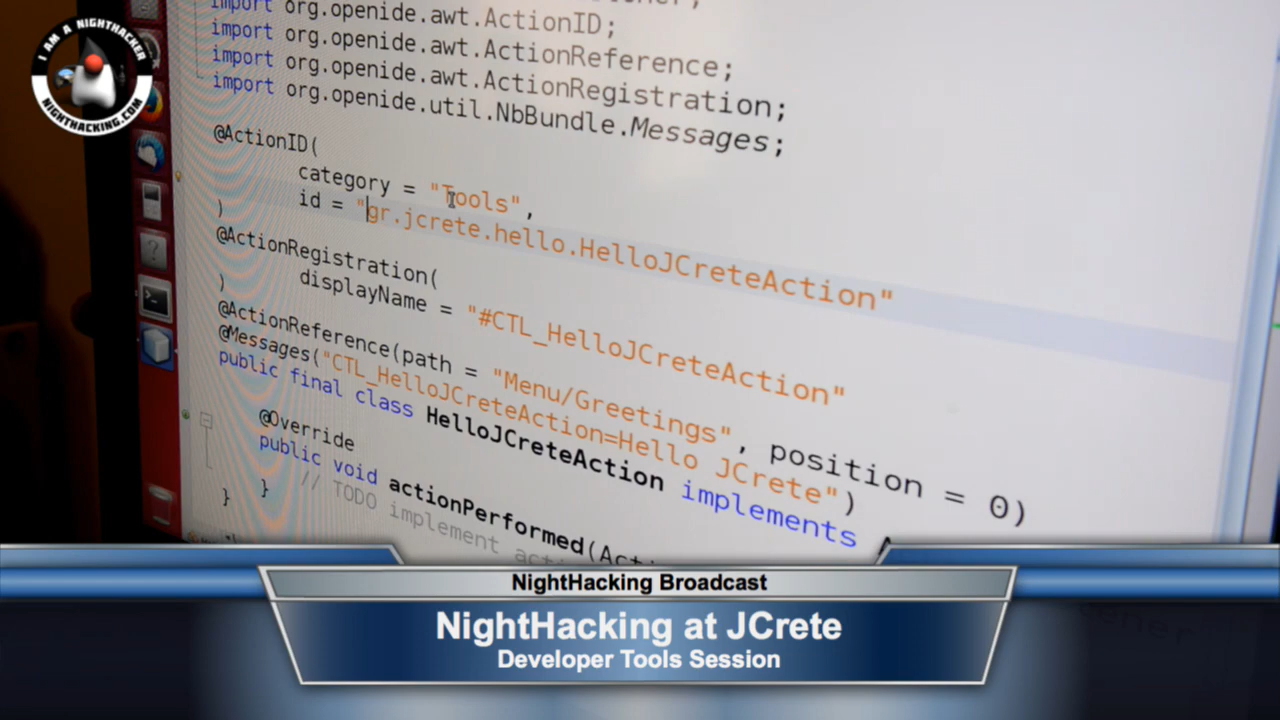 I AM A NIGHTHACKER
NIGHTHACKING.COM
import org.openide.awt.ActionID;
import org.openide.awt.ActionReference;
import org.openide.awt.ActionRegistration;
import org.openide.util.NbBundle.Messages;
@ActionID(
category = "Tools",
id = "gr.jcrete.hello.HelloJCreteAction"
)
@ActionRegistration(
displayName = "#CTL_HelloJCreteAction"
)
@ActionReference(path = "Menu/Greetings", position = 0)
@Messages("CTL_HelloJCreteAction=Hello JCrete")
public final class HelloJCreteAction implements
@Override
public void actionPerformed(
// TODO implement
}
}
NightHacking Broadcast
NightHacking at JCrete
Developer Tools Session